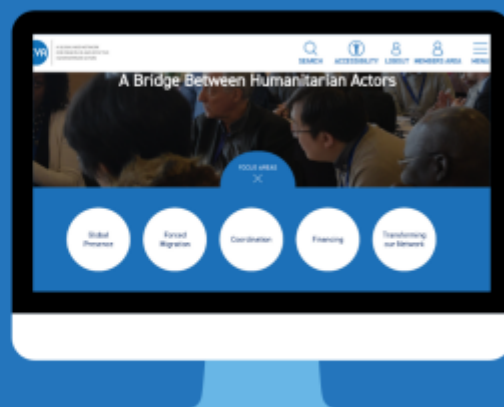 SEARCH
ACCESSIBILITY
LOGOUT
MEMBERS AREA
MENU
A Bridge Between Humanitarian Actors
FOCUS AREAS
Global
Presence
Forced
Migration
Coordination
Financing
Transforming
our Network